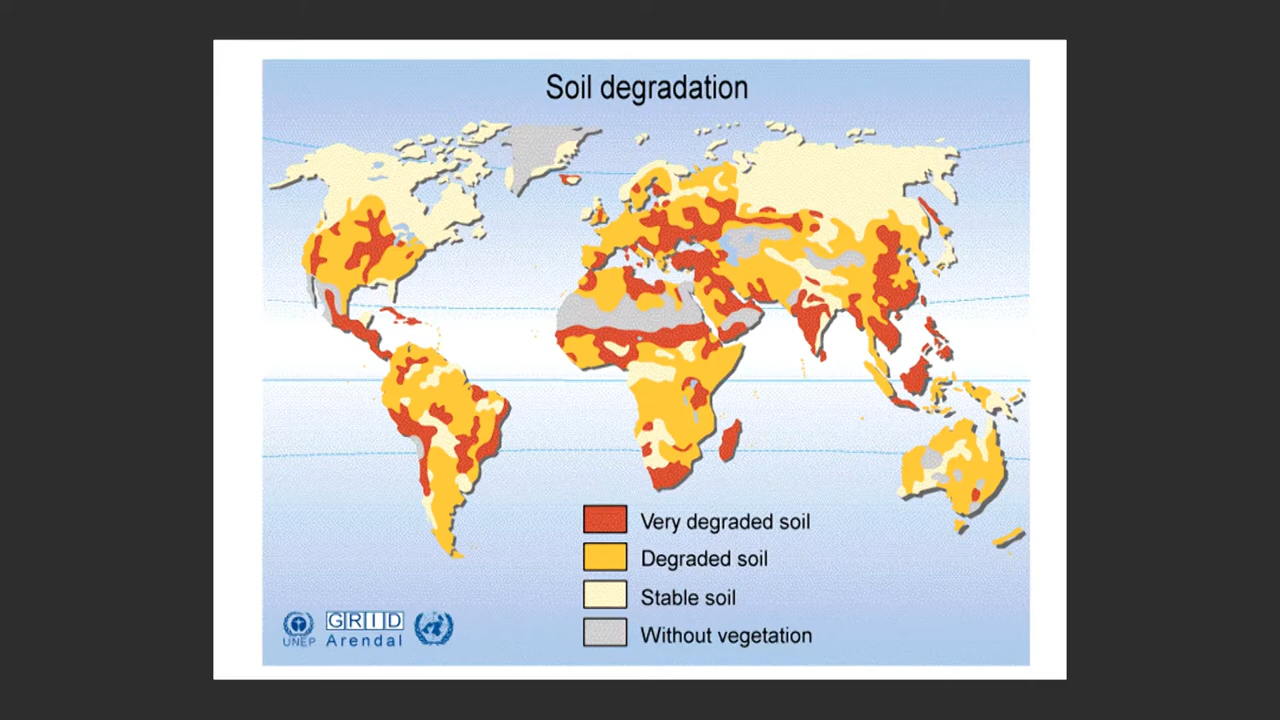 Soil degradation
Very degraded soil
Degraded soil
Stable soil
Without vegetation
UNEP
GRID
Arendal